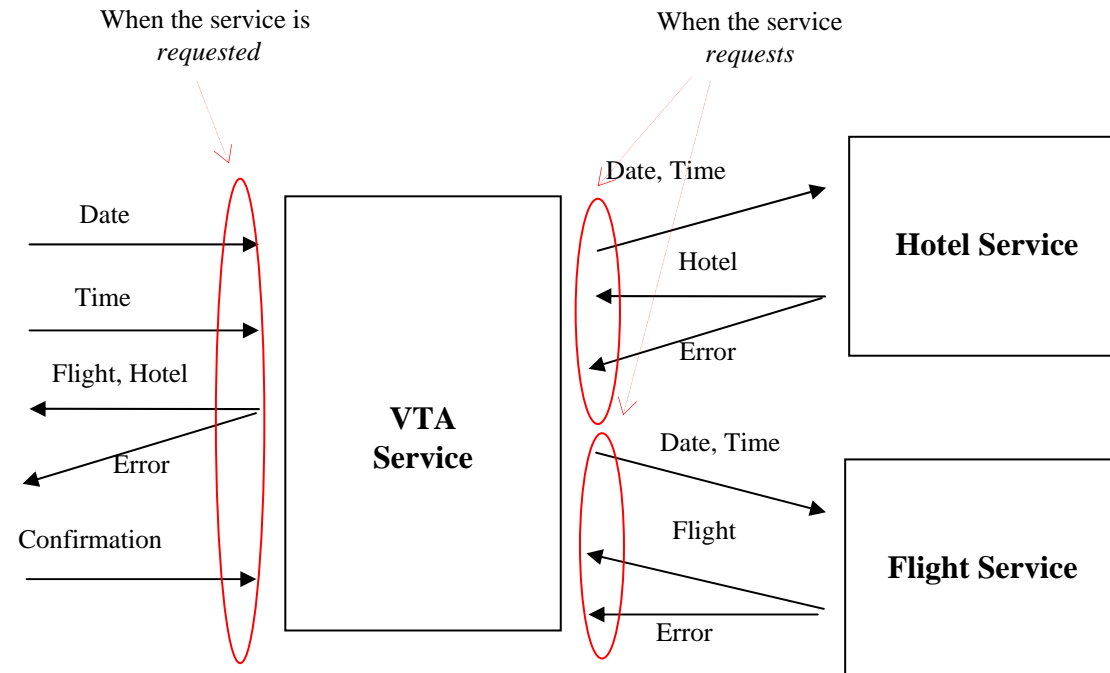 When the service is
requested
When the service
requests
Date
Time
Flight, Hotel
Error
Confirmation
VTA
Service
Date, Time
Hotel
Error
Hotel Service
Date, Time
Flight
Error
Flight Service